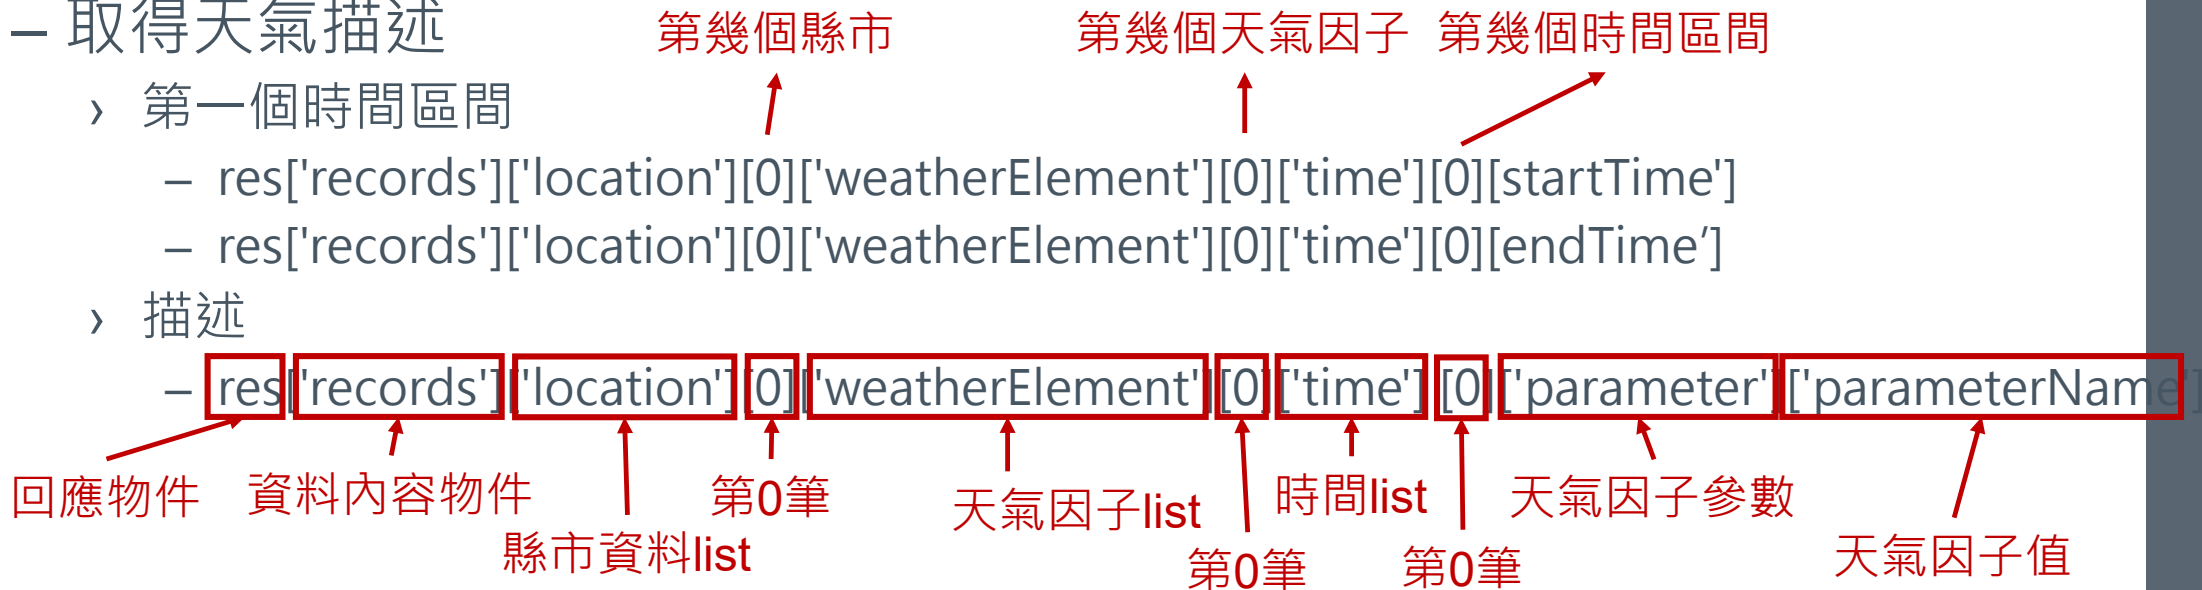 – 取得天氣描述
第幾個縣市 第幾個天氣因子 第幾個時間區間
› 第一個時間區間
– res['records']['location'][0]['weatherElement'][0]['time'][0][startTime']
– res['records']['location'][0]['weatherElement'][0]['time'][0][endTime’]
› 描述
– res['records']['location'][0]['weatherElement'][0]['time'] [0]['parameter']['parameterName']
回應物件 資料內容物件 第0筆 天氣因子list 時間list 天氣因子參數
縣市資料list 第0筆 第0筆 天氣因子值